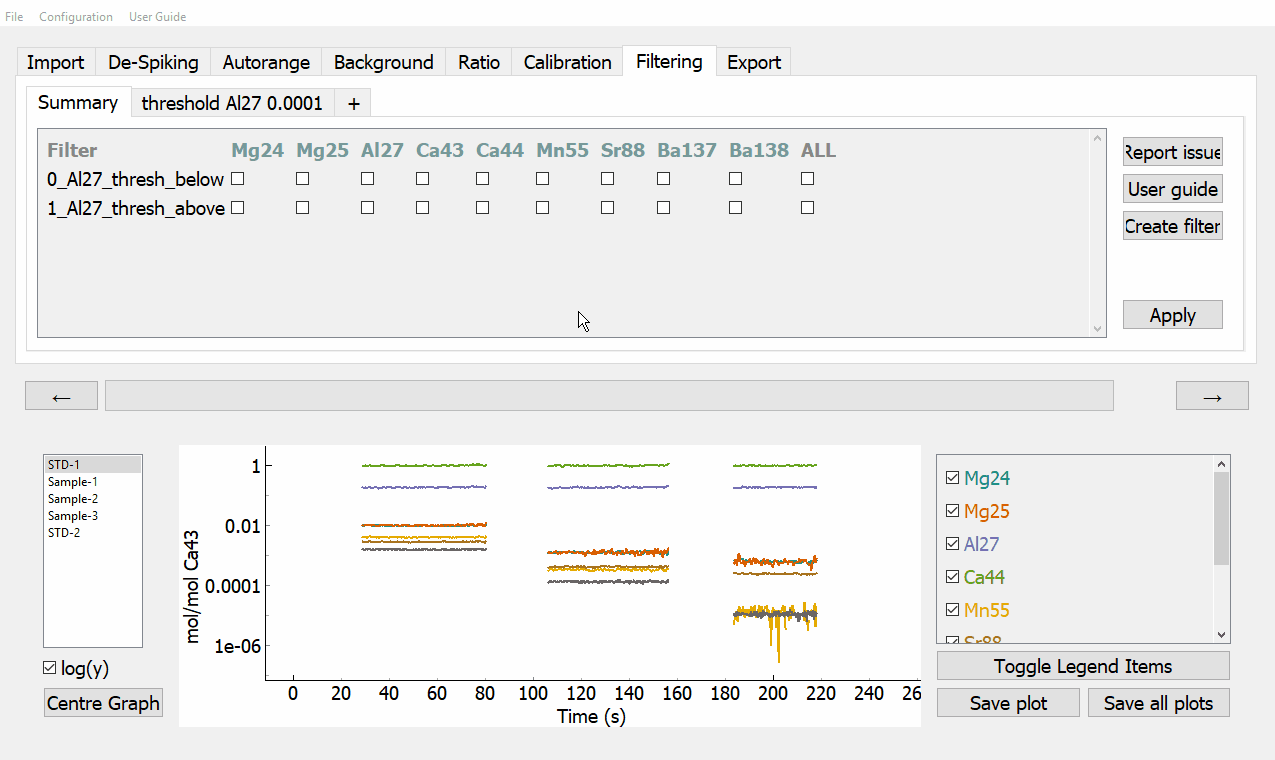 File Configuration User Guide
Import De-Spiking Autorange Background Ratio Calibration Filtering Export
Summary threshold Al27 0.0001 +
Filter Mg24 Mg25 Al27 Ca43 Ca44 Mn55 Sr88 Ba137 Ba138 ALL
0_Al27_thresh_below
1_Al27_thresh_above
Report issue
User guide
Create filter
Apply
← →
STD-1
Sample-1
Sample-2
Sample-3
STD-2
log(y)
Centre Graph
mol/mol Ca43
1
0.01
0.0001
1e-06
0 20 40 60 80 100 120 140 160 180 200 220 240 26
Time (s)
Mg24
Mg25
Al27
Ca44
Mn55
Sr88
Toggle Legend Items
Save plot Save all plots